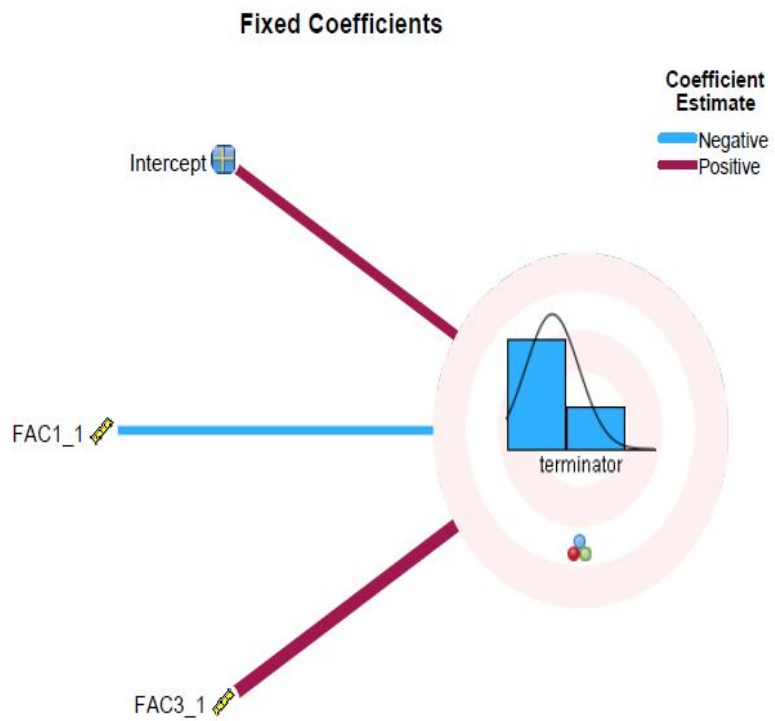 Fixed Coefficients
Coefficient
Estimate
Negative
Positive
Intercept
FAC1_1
terminator
FAC3_1